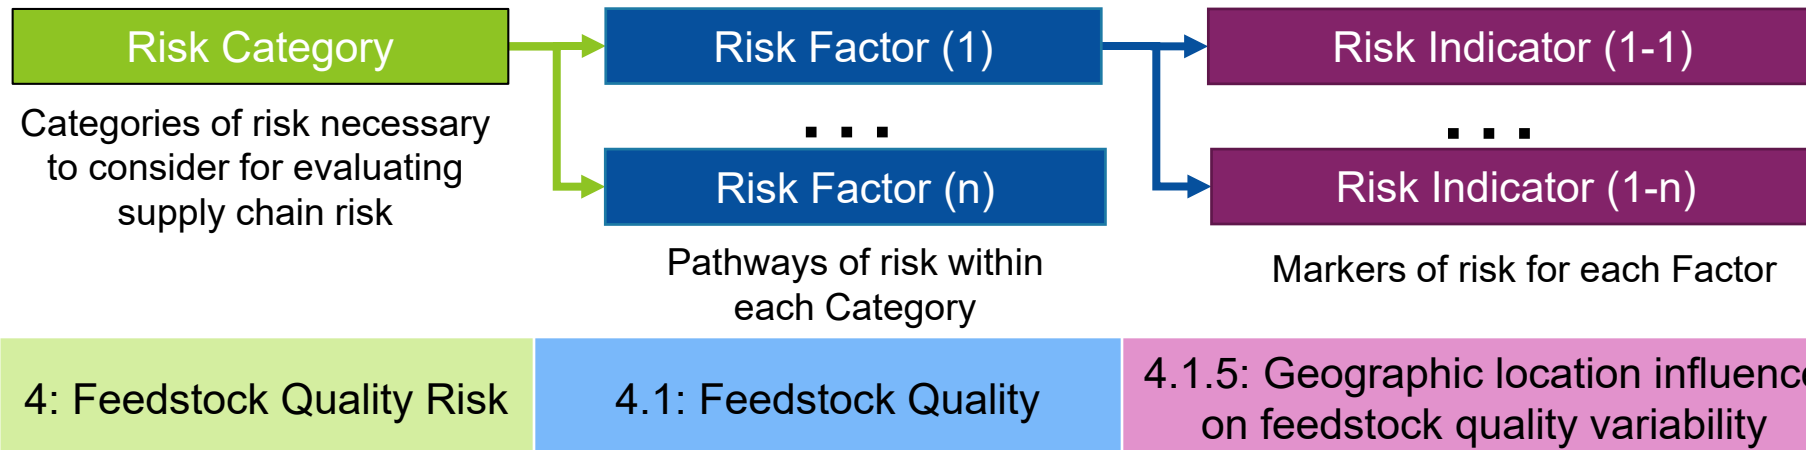 Risk Category
Risk Factor (1)
Risk Indicator (1-1)
Categories of risk necessary
to consider for evaluating
supply chain risk
...
...
Risk Factor (n)
Risk Indicator (1-n)
Pathways of risk within
each Category
Markers of risk for each Factor
4: Feedstock Quality Risk
4.1: Feedstock Quality
4.1.5: Geographic location influence
on feedstock quality variability